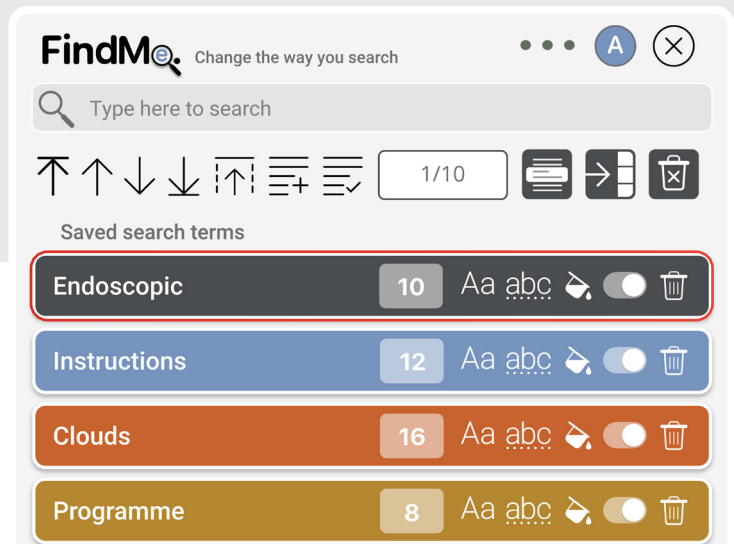 FindMe. Change the way you search
A
Type here to search
1/10
Saved search terms
Endoscopic 10 Aa abc
Instructions 12 Aa abc
Clouds 16 Aa abc
Programme 8 Aa abc